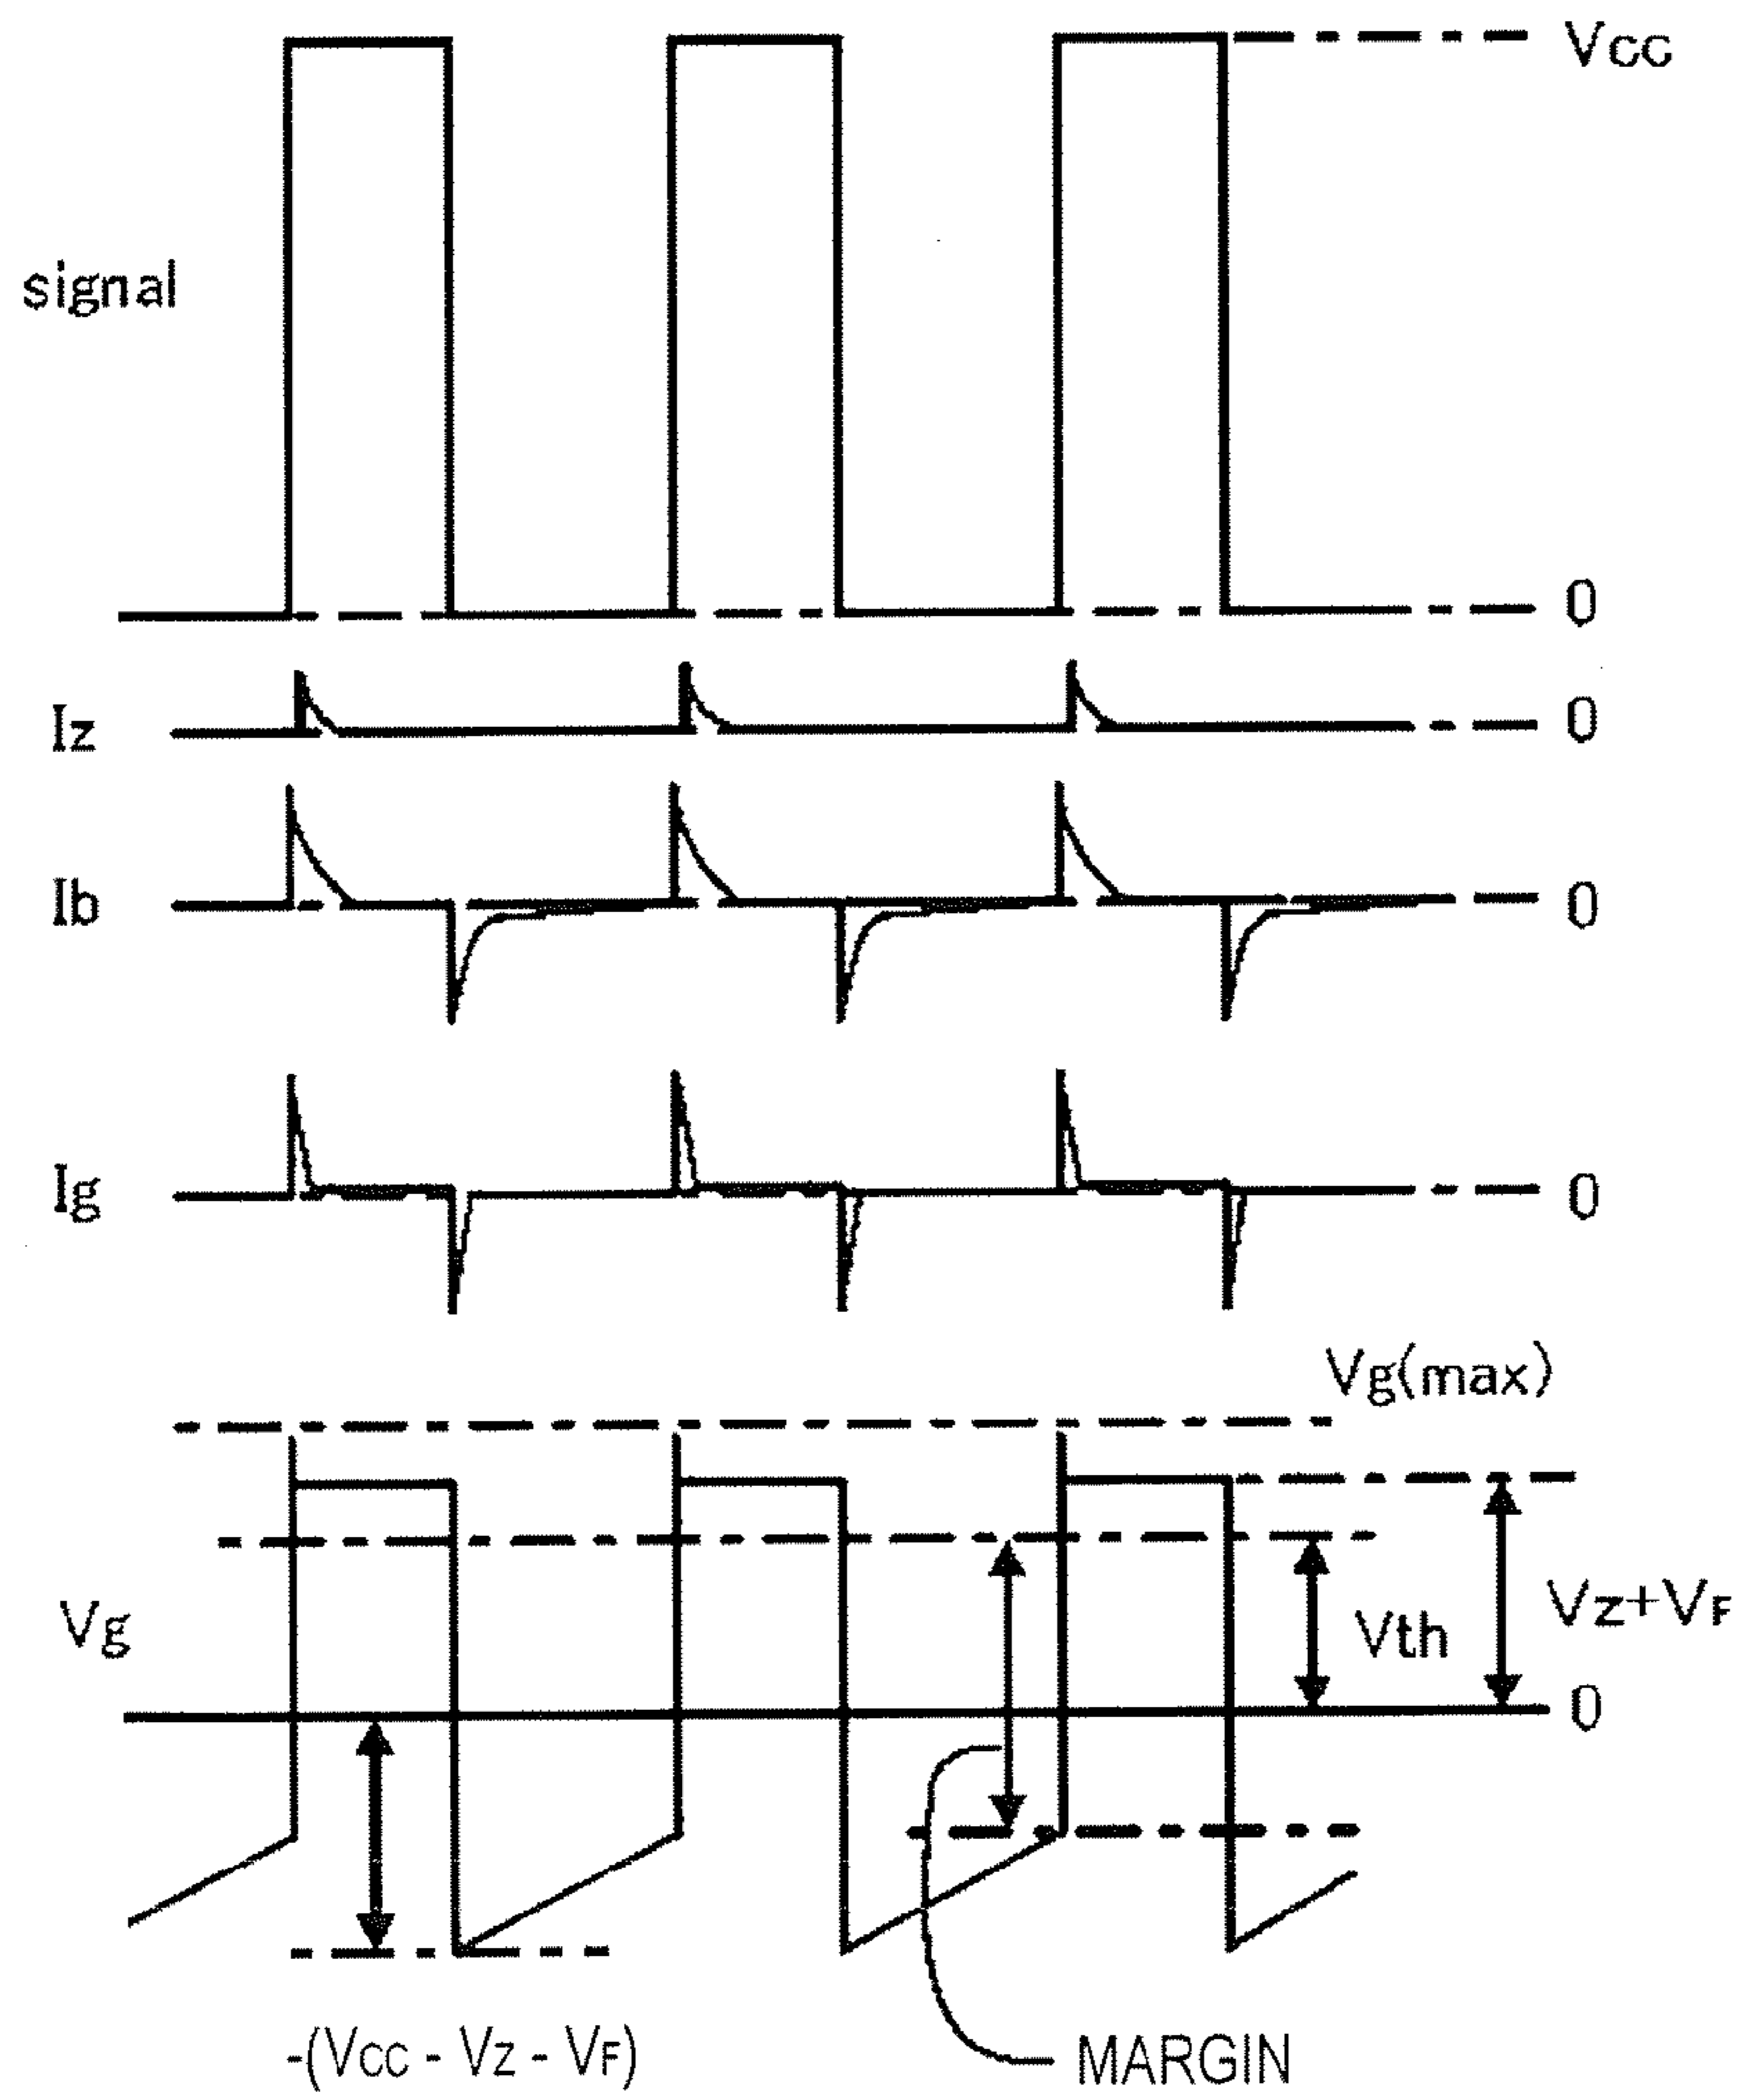 Vcc
signal
0
Iz
0
Ib
0
Ig
0
Vg(max)
Vg
Vth
Vz+VF
0
-(Vcc - Vz - VF)
MARGIN